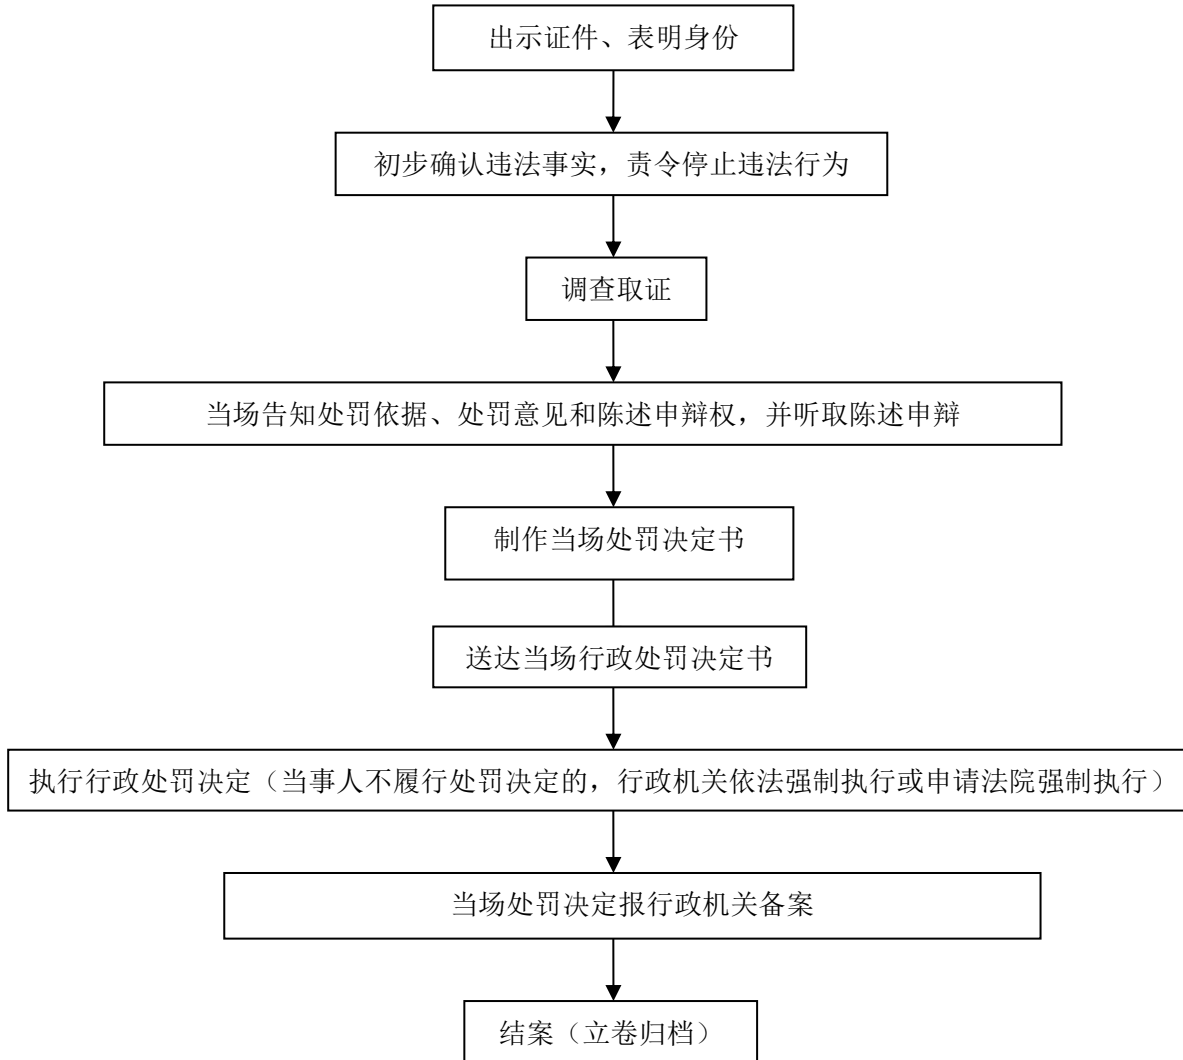 出示证件、表明身份
初步确认违法事实，责令停止违法行为
调查取证
当场告知处罚依据、处罚意见和陈述申辩权，并听取陈述申辩
制作当场处罚决定书
送达当场行政处罚决定书
执行行政处罚决定（当事人不履行处罚决定的，行政机关依法强制执行或申请法院强制执行）
当场处罚决定报行政机关备案
结案（立卷归档）